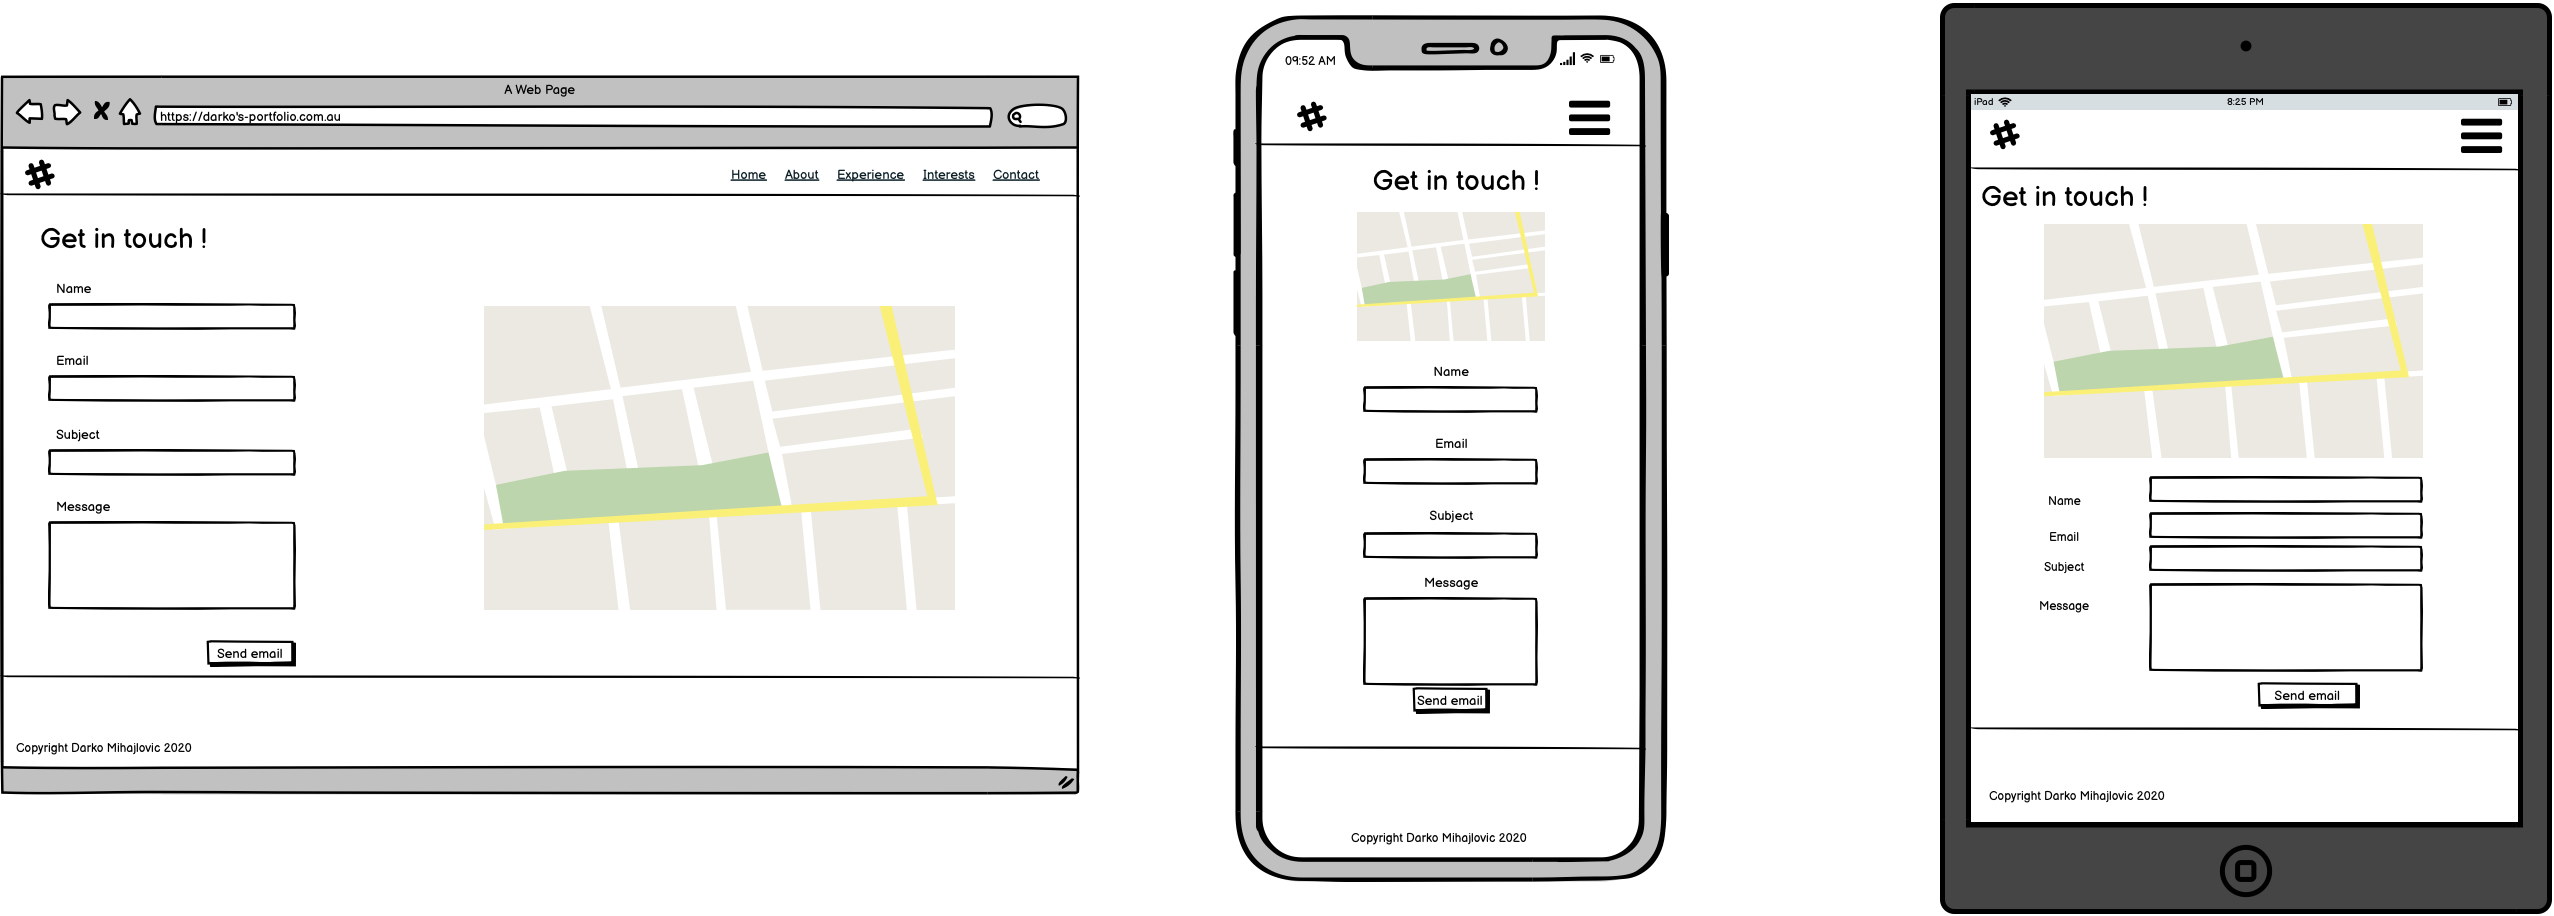 A Web Page
https://darko's-portfolio.com.au
Home About Experience Interests Contact
Get in touch !
Name
Email
Subject
Message
Send email
Copyright Darko Mihajlovic 2020
09:52 AM
Get in touch !
Name
Email
Subject
Message
Send email
Copyright Darko Mihajlovic 2020
iPad 8:25 PM
Get in touch !
Name
Email
Subject
Message
Send email
Copyright Darko Mihajlovic 2020